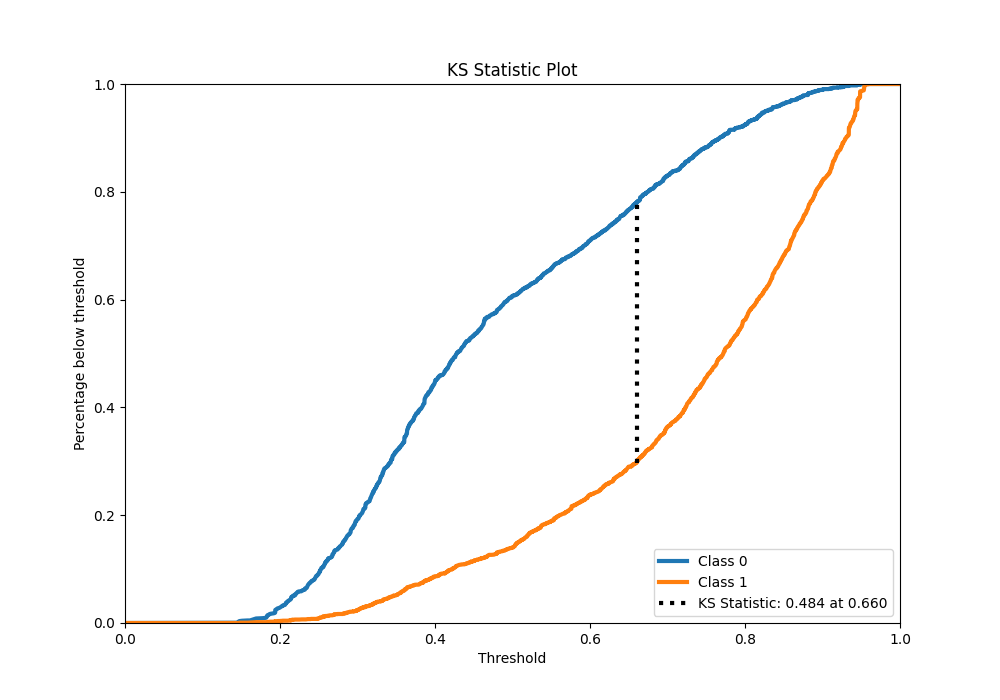 KS Statistic Plot
1.0
0.8
0.6
0.4
0.2
0.0
Percentage below threshold
0.0 0.2 0.4 0.6 0.8 1.0
Threshold
Class 0
Class 1
KS Statistic: 0.484 at 0.660